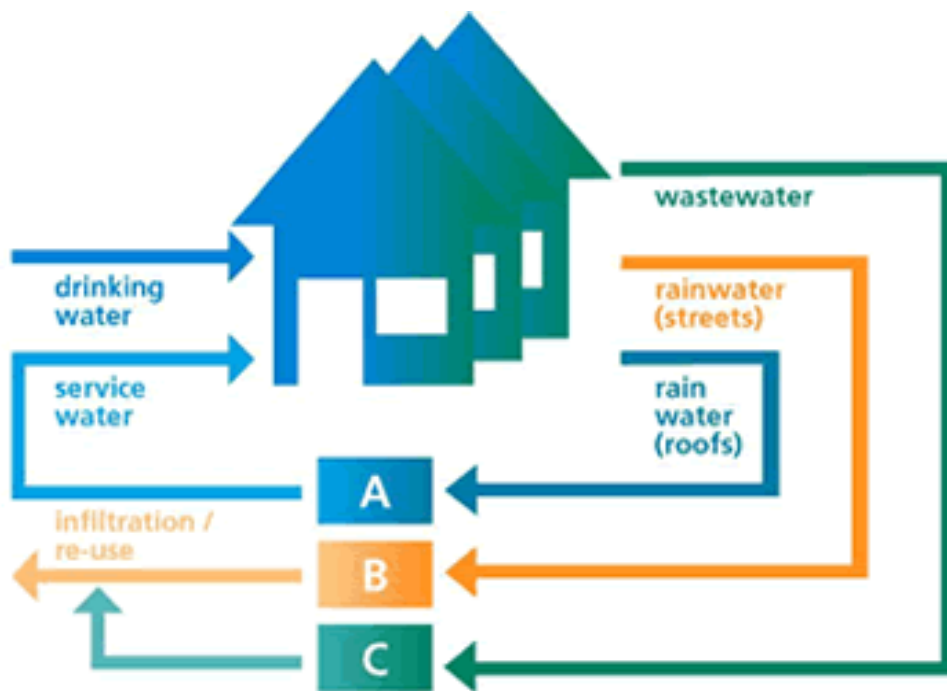 wastewater
drinking
water
rainwater
(streets)
service
water
rain
water
(roofs)
A
infiltration /
re-use
B
C